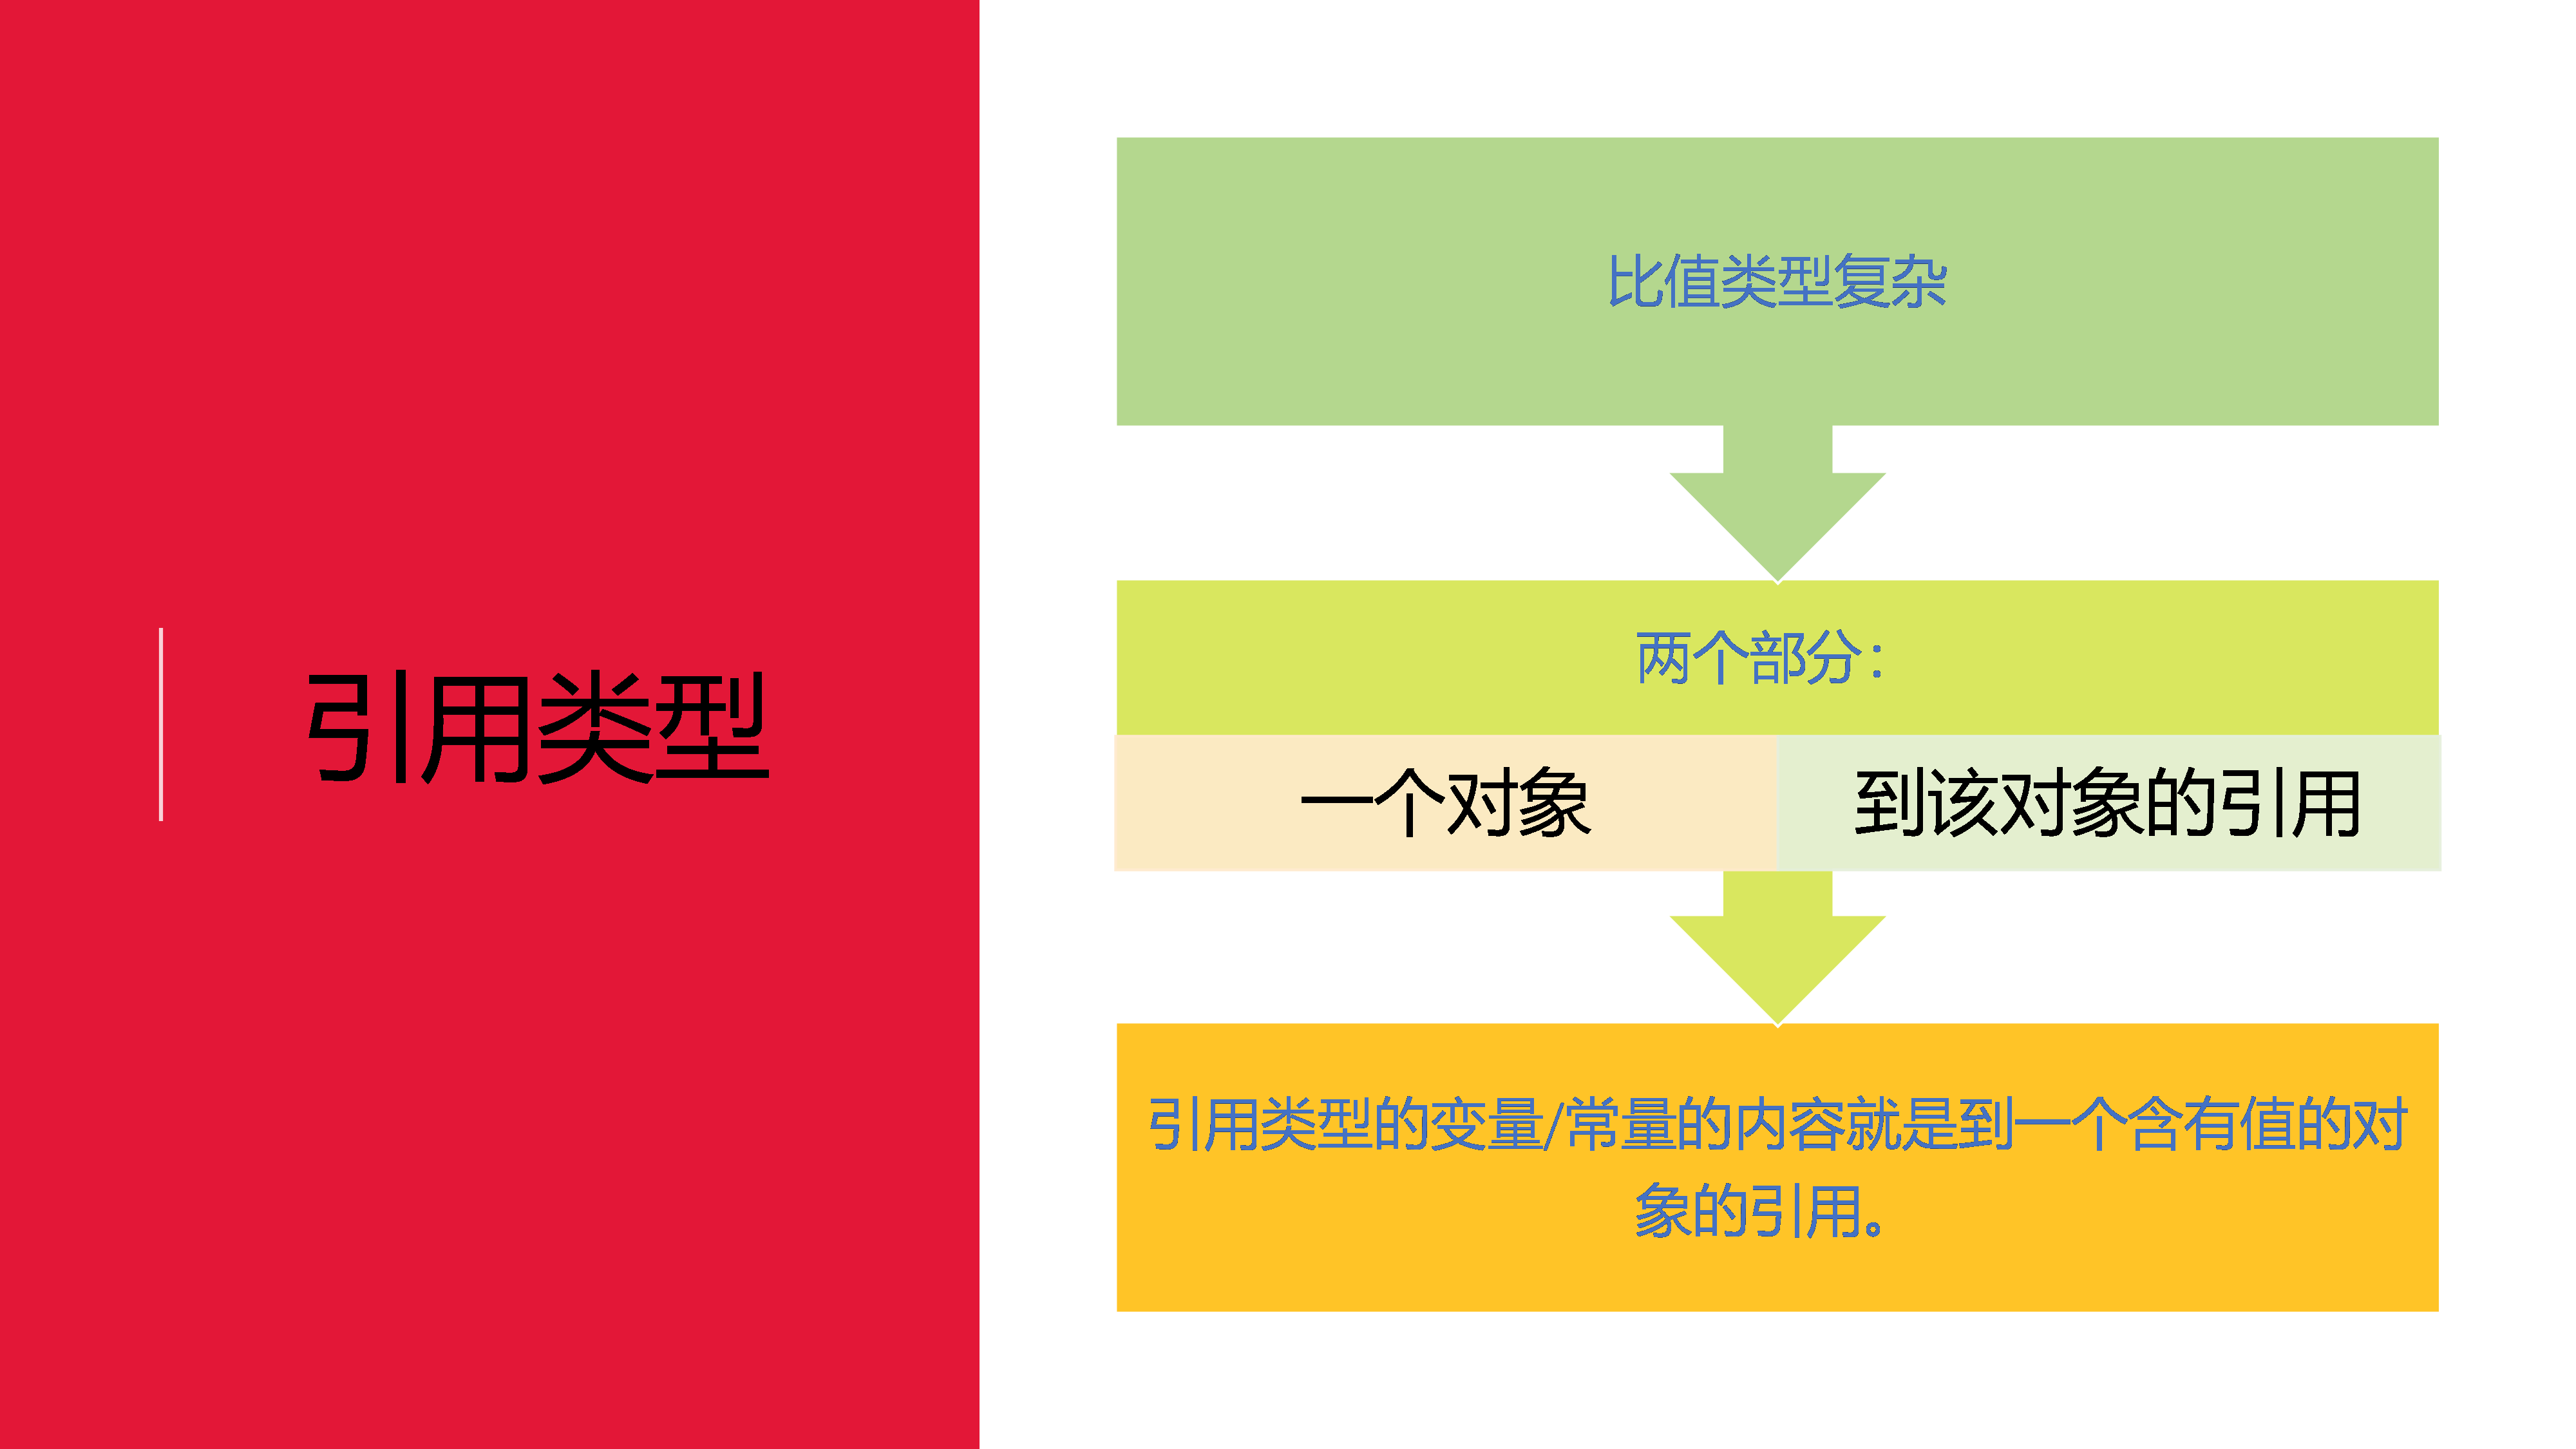 引用类型
比值类型复杂
两个部分：
一个对象
到该对象的引用
引用类型的变量/常量的内容就是到一个含有值的对
象的引用。